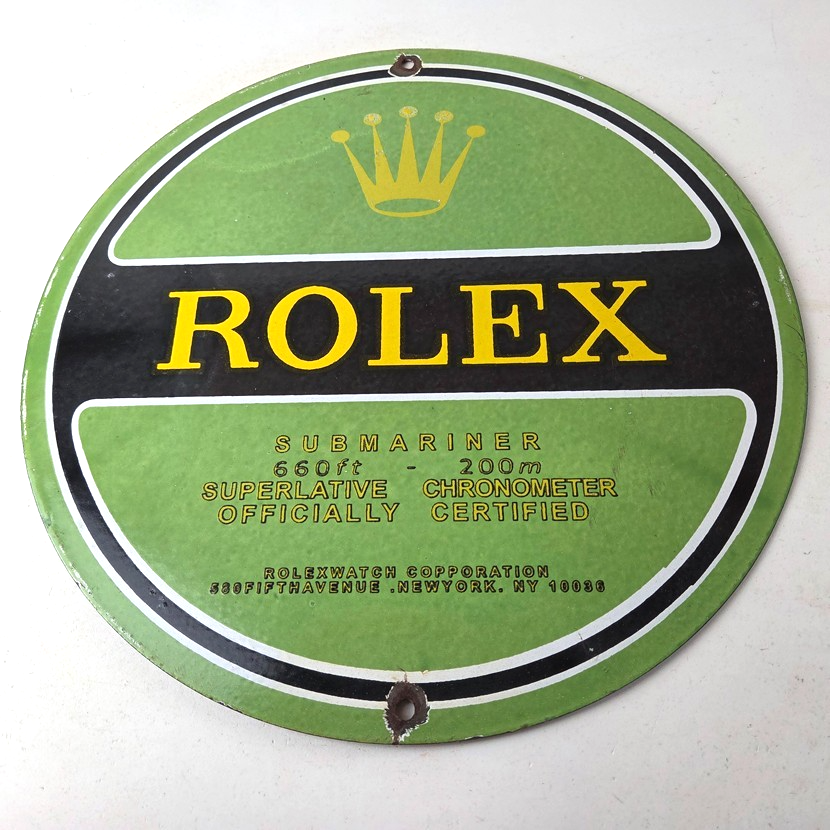 ROLEX
SUBMARINER
660ft - 200m
SUPERLATIVE CHRONOMETER
OFFICIALLY CERTIFIED
ROLEXWATCH COPPORATION
580FIFTHAVENUE .NEWYORK. NY 10036